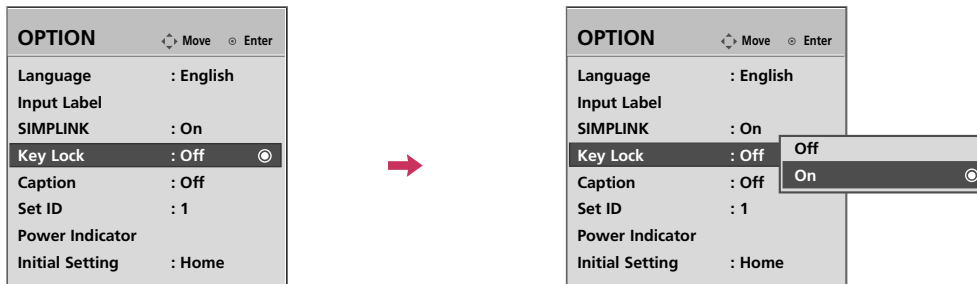 OPTION Move Enter
Language : English
Input Label
SIMPLINK : On
Key Lock : Off
Caption : Off
Set ID : 1
Power Indicator
Initial Setting : Home
OPTION Move Enter
Language : English
Input Label
SIMPLINK : On
Key Lock : Off
Caption : Off
Set ID : 1
Power Indicator
Initial Setting : Home
Off
On